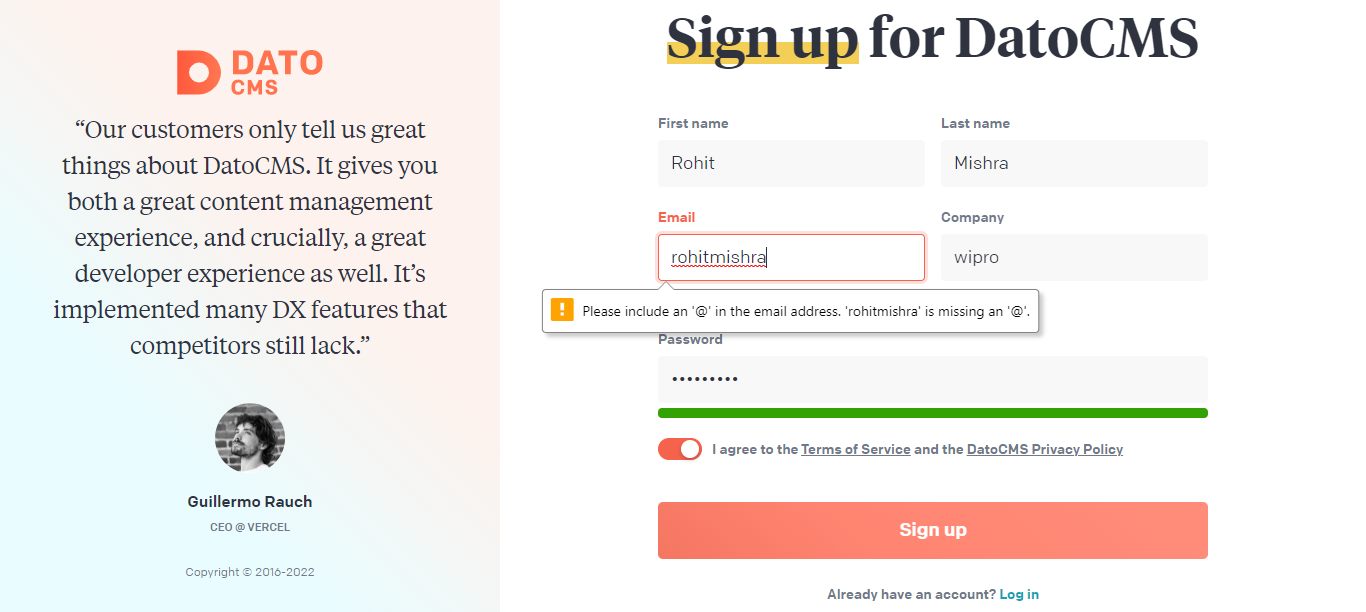 DATO
CMS
“Our customers only tell us great
things about DatoCMS. It gives you
both a great content management
experience, and crucially, a great
developer experience as well. It’s
implemented many DX features that
competitors still lack.”
Guillermo Rauch
CEO @ VERCEL
Copyright © 2016-2022
Sign up for DatoCMS
First name
Last name
Rohit
Mishra
Email
Company
rohitmishra
wipro
Please include an '@' in the email address. 'rohitmishra' is missing an '@'.
Password
•••••••••
I agree to the Terms of Service and the DatoCMS Privacy Policy
Sign up
Already have an account? Log in